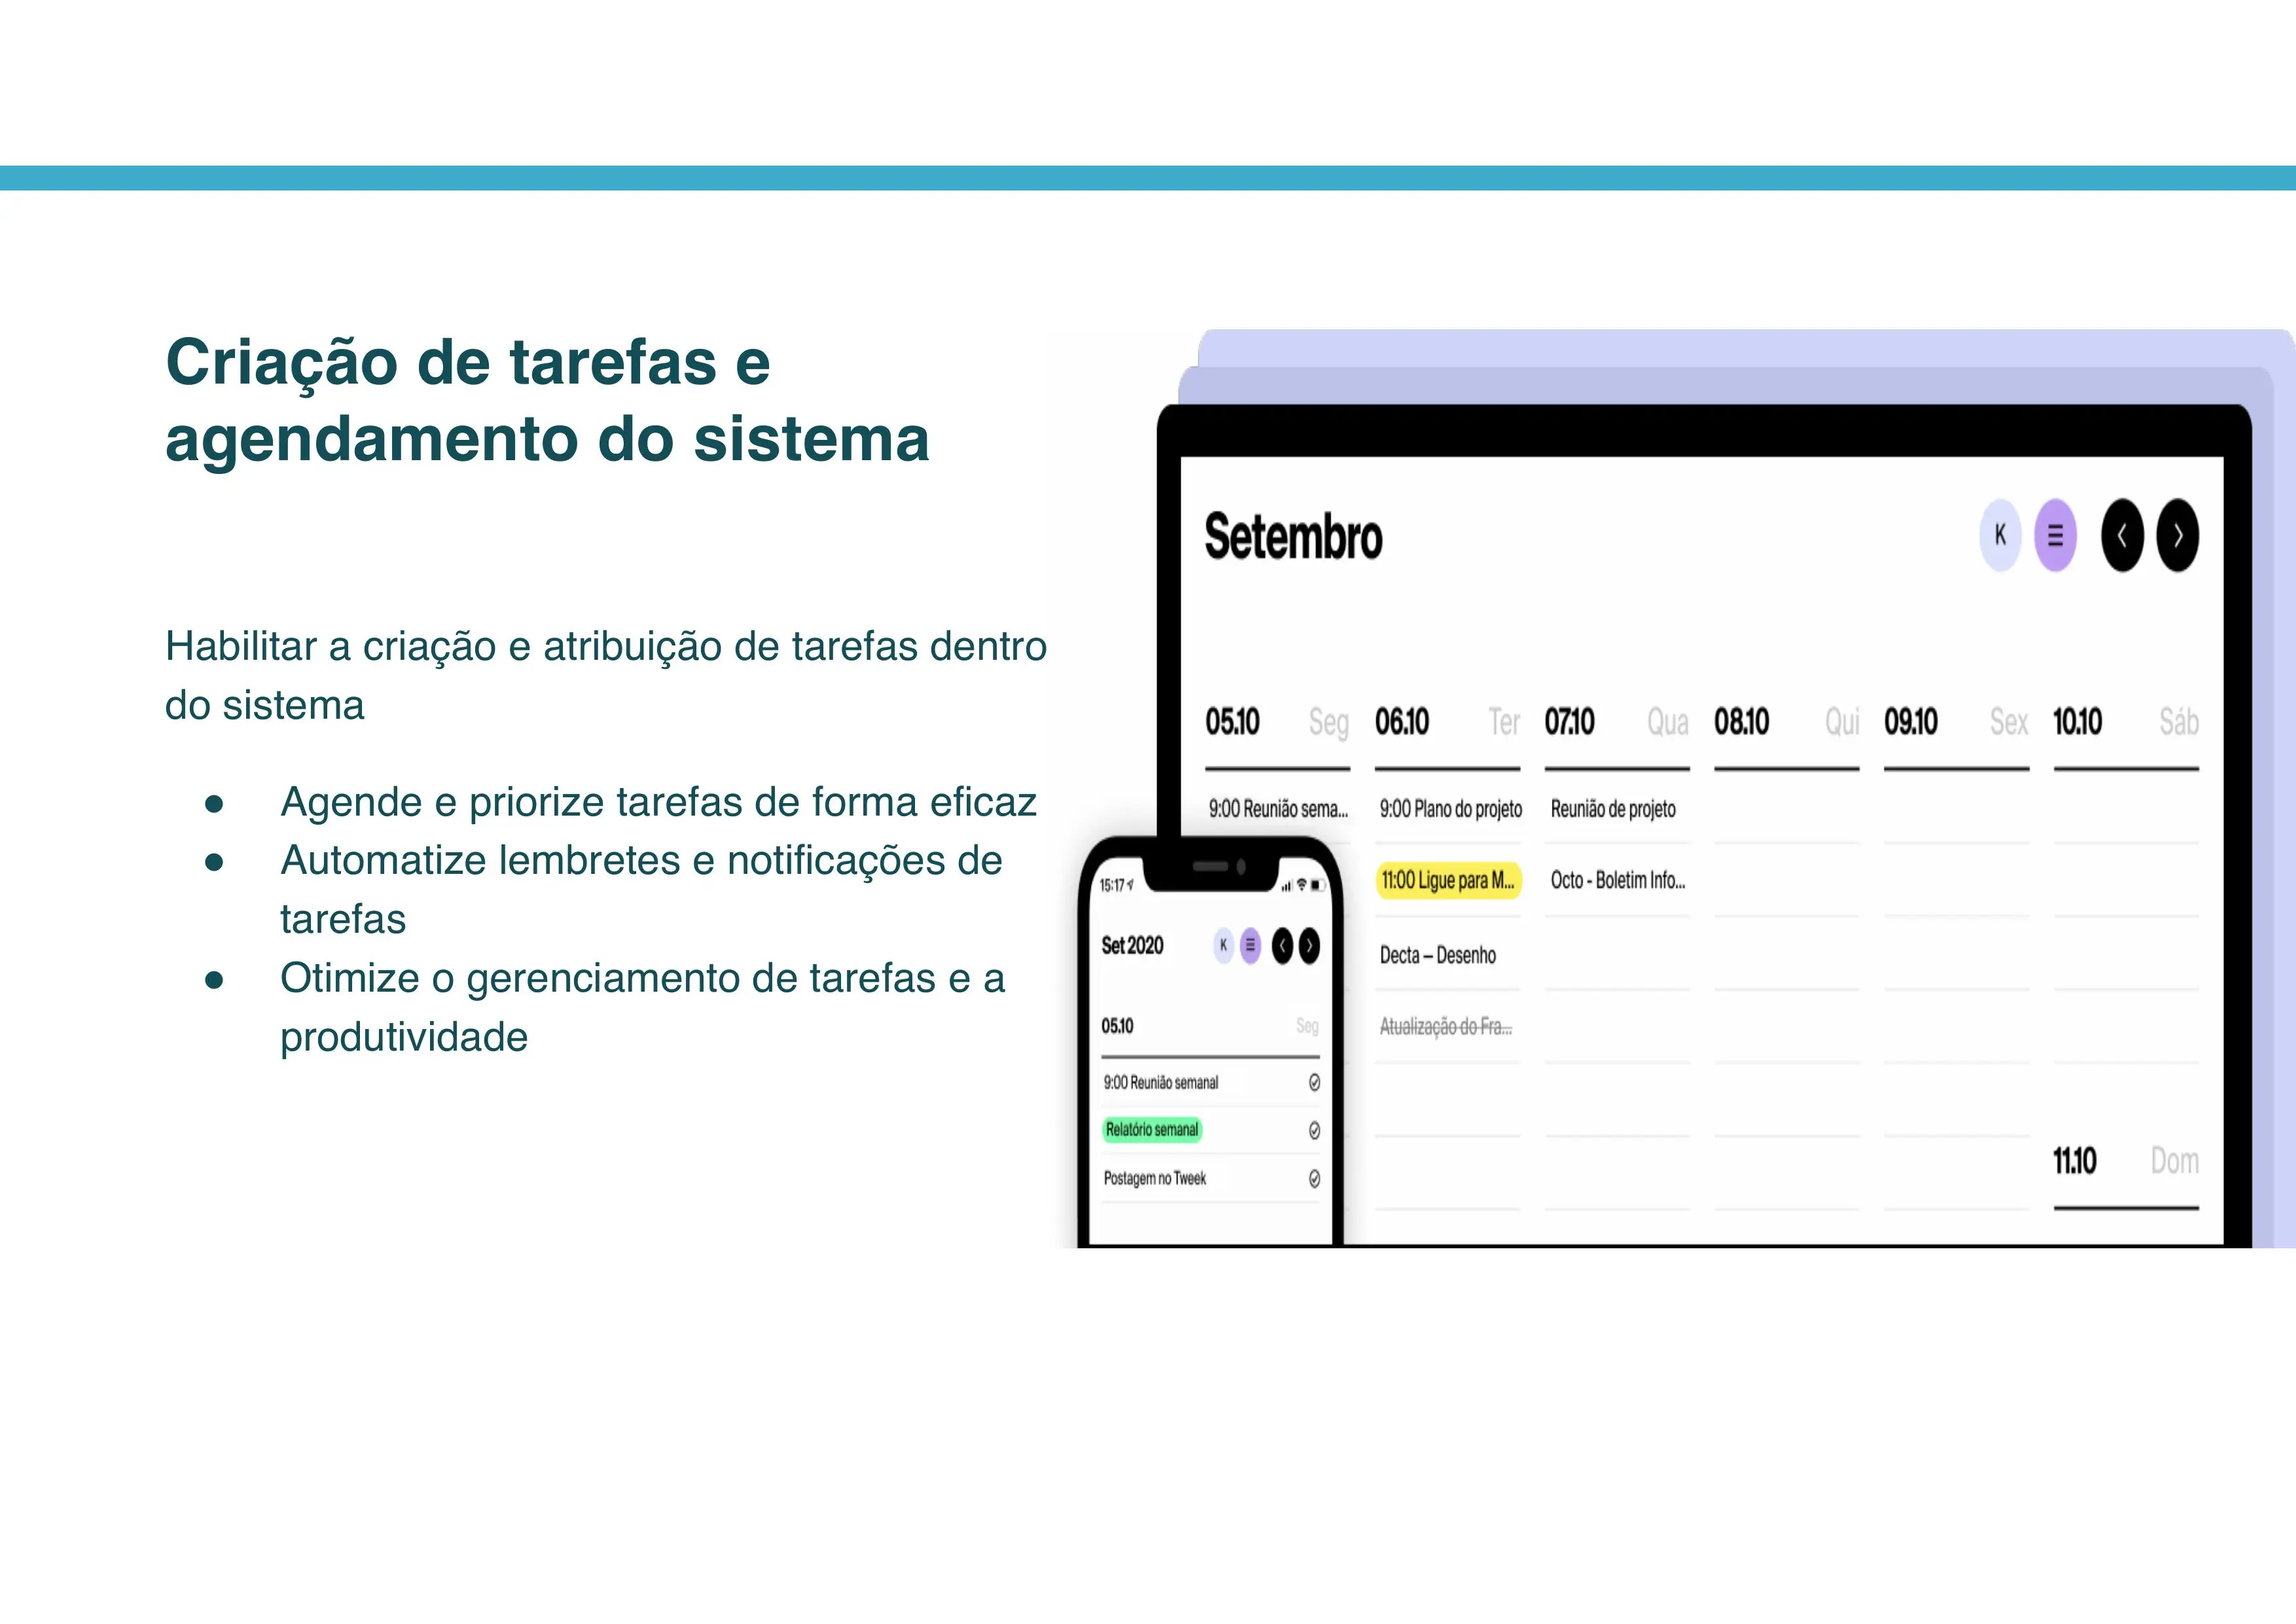 Criação de tarefas e
agendamento do sistema
Habilitar a criação e atribuição de tarefas dentro
do sistema
● Agende e priorize tarefas de forma eficaz
● Automatize lembretes e notificações de
tarefas
● Otimize o gerenciamento de tarefas e a
produtividade
Setembro
K
05.10 Seg 06.10 Ter 07.10 Qua 08.10 Qui 09.10 Sex 10.10 Sáb
9:00 Reunião sema... 9:00 Plano do projeto Reunião de projeto
11:00 Ligue para M... Octo - Boletim Info...
Decta – Desenho
Atualização do Fra...
11.10 Dom
15:17
Set 2020 K
05.10 Seg
9:00 Reunião semanal
Relatório semanal
Postagem no Tweek